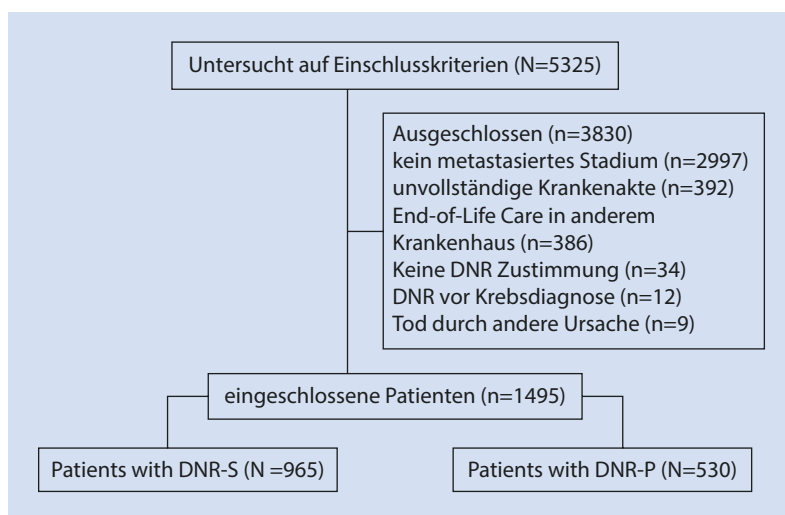 Untersucht auf Einschlusskriterien (N=5325)
Ausgeschlossen (n=3830)
kein metastasiertes Stadium (n=2997)
unvollständige Krankenakte (n=392)
End-of-Life Care in anderem
Krankenhaus (n=386)
Keine DNR Zustimmung (n=34)
DNR vor Krebsdiagnose (n=12)
Tod durch andere Ursache (n=9)
eingeschlossene Patienten (n=1495)
Patients with DNR-S (N =965)
Patients with DNR-P (N=530)